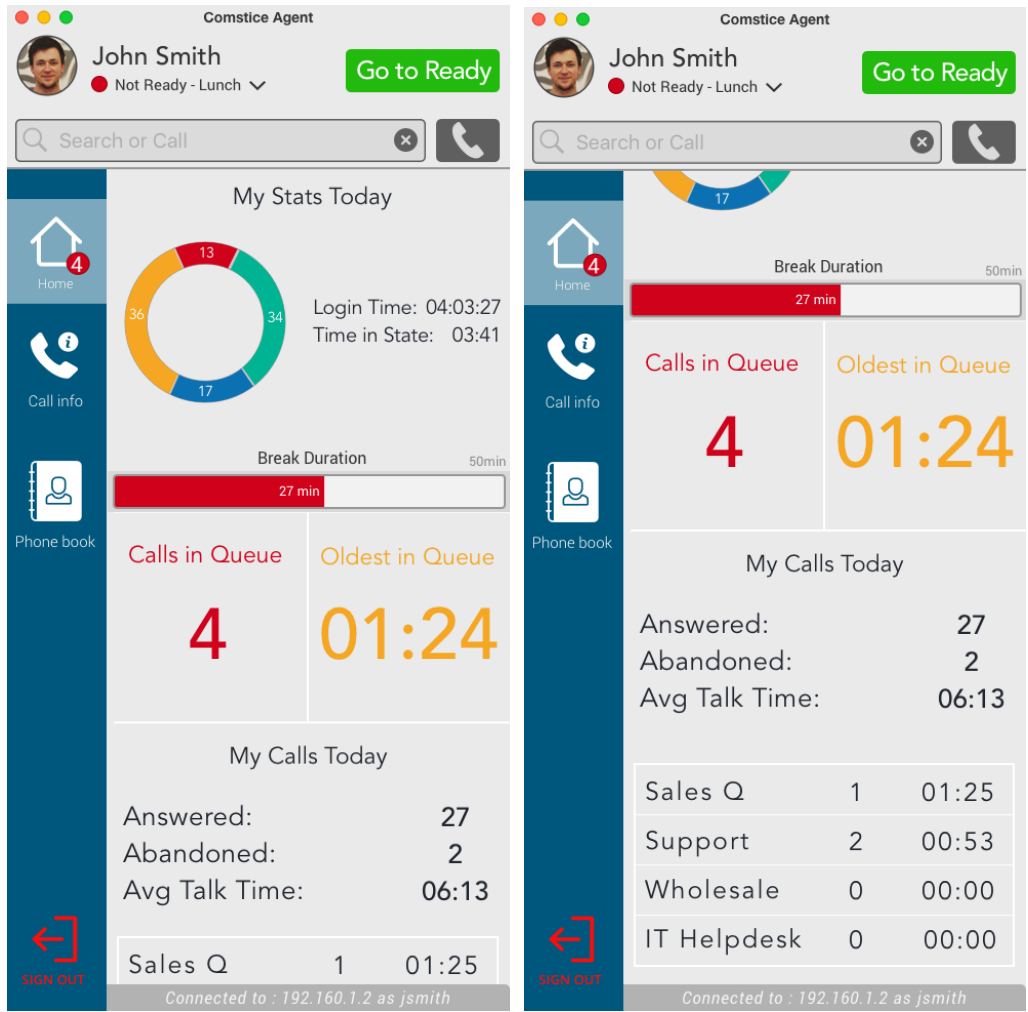 Comstice Agent
John Smith
Not Ready - Lunch
Go to Ready
Search or Call
My Stats Today
13
36
34
17
Login Time: 04:03:27
Time in State: 03:41
4
Home
i
Call info
Phone book
Break Duration
50min
27 min
Calls in Queue
Oldest in Queue
4
01:24
My Calls Today
Answered: 27
Abandoned: 2
Avg Talk Time: 06:13
Sales Q 1 01:25
SIGN OUT
Connected to : 192.160.1.2 as jsmith
Comstice Agent
John Smith
Not Ready - Lunch
Go to Ready
Search or Call
17
4
Home
i
Call info
Phone book
Break Duration
50min
27 min
Calls in Queue
Oldest in Queue
4
01:24
My Calls Today
Answered: 27
Abandoned: 2
Avg Talk Time: 06:13
Sales Q 1 01:25
Support 2 00:53
Wholesale 0 00:00
IT Helpdesk 0 00:00
SIGN OUT
Connected to : 192.160.1.2 as jsmith